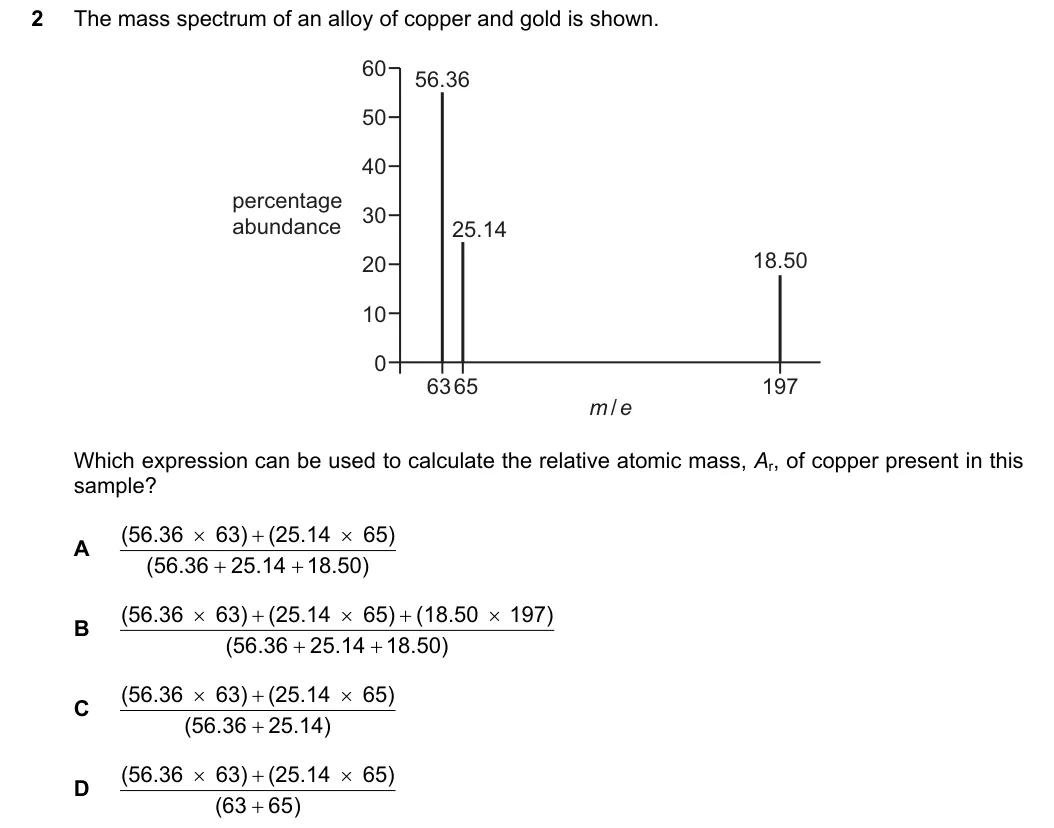 2 The mass spectrum of an alloy of copper and gold is shown.
60
56.36
50
40
percentage
abundance
30
25.14
20
18.50
10
0
63 65
197
m / e
Which expression can be used to calculate the relative atomic mass, Aᵣ, of copper present in this
sample?
A
(56.36 × 63) + (25.14 × 65)
(56.36 + 25.14 + 18.50)
B
(56.36 × 63) + (25.14 × 65) + (18.50 × 197)
(56.36 + 25.14 + 18.50)
C
(56.36 × 63) + (25.14 × 65)
(56.36 + 25.14)
D
(56.36 × 63) + (25.14 × 65)
(63 + 65)